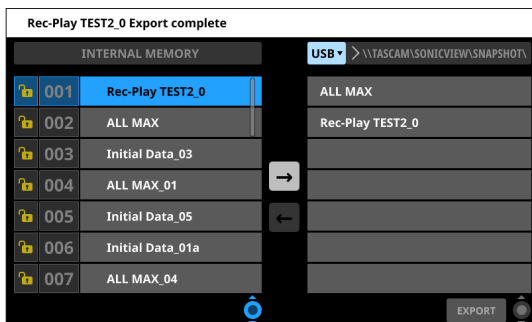 Rec-Play TEST2_0 Export complete
INTERNAL MEMORY
USB \\TASCAM\SONICVIEW\SNAPSHOT\
001 Rec-Play TEST2_0
002 ALL MAX
003 Initial Data_03
004 ALL MAX_01
005 Initial Data_05
006 Initial Data_01a
007 ALL MAX_04
ALL MAX
Rec-Play TEST2_0
EXPORT